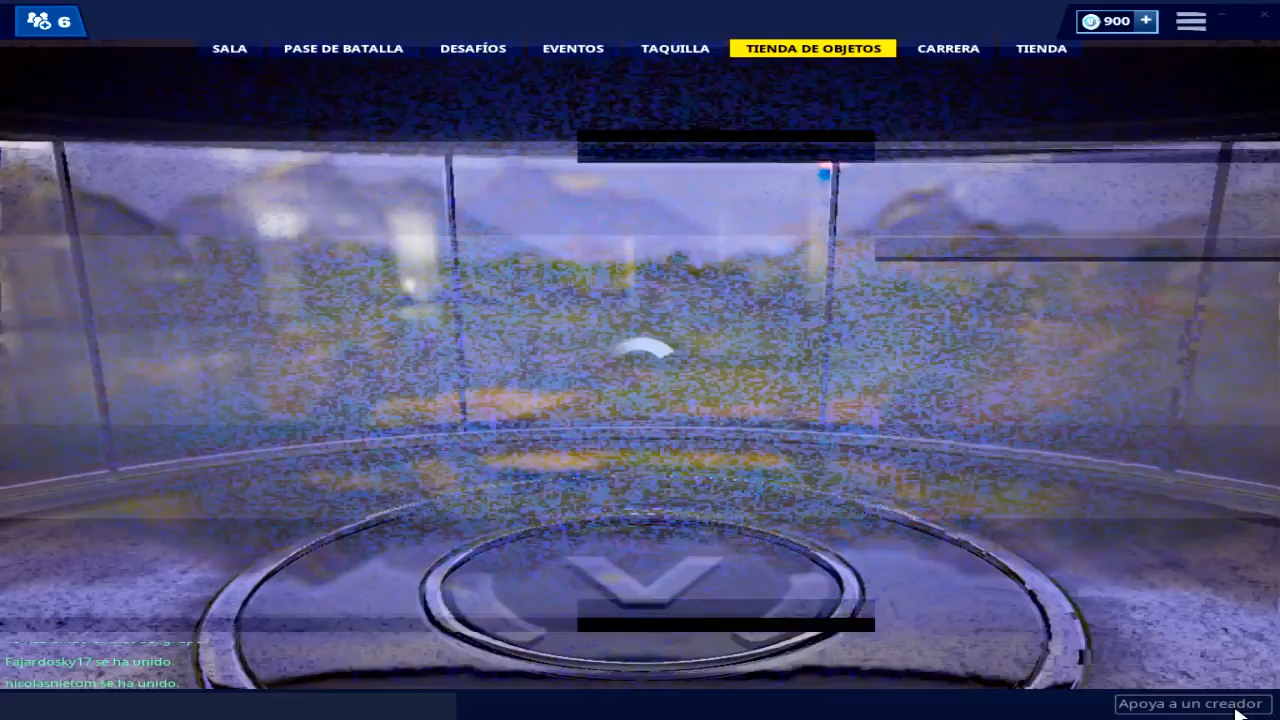 6
900
SALA PASE DE BATALLA DESAFÍOS EVENTOS TAQUILLA TIENDA DE OBJETOS CARRERA TIENDA
Fajardosky17 se ha unido.
nicolasnietom se ha unido.
Apoya a un creador